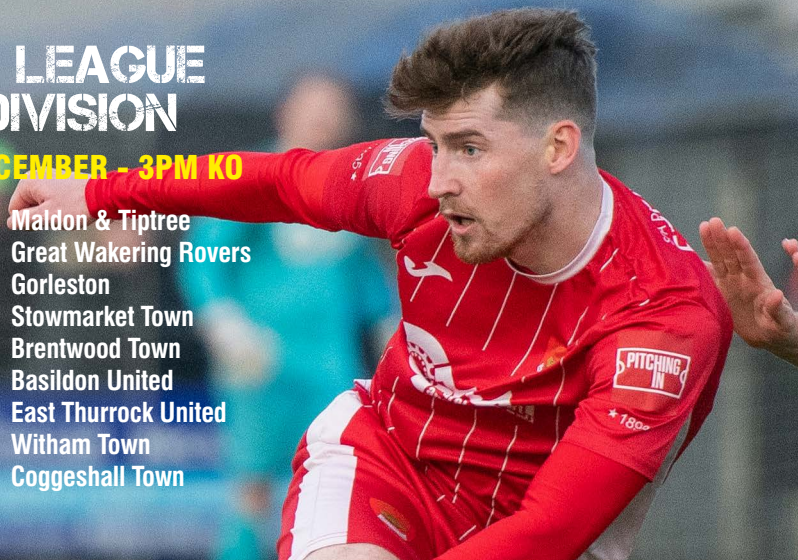 LEAGUE
DIVISION
CEMBER - 3PM KO
Maldon & Tiptree
Great Wakering Rovers
Gorleston
Stowmarket Town
Brentwood Town
Basildon United
East Thurrock United
Witham Town
Coggeshall Town
PITCHING
IN